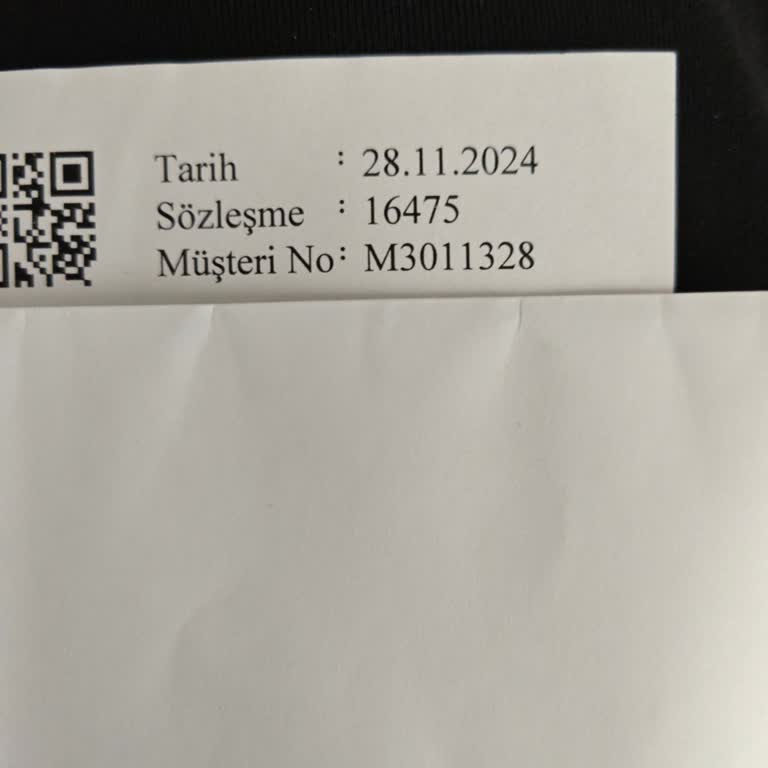 Tarih : 28.11.2024
Sözleşme : 16475
Müşteri No : M3011328